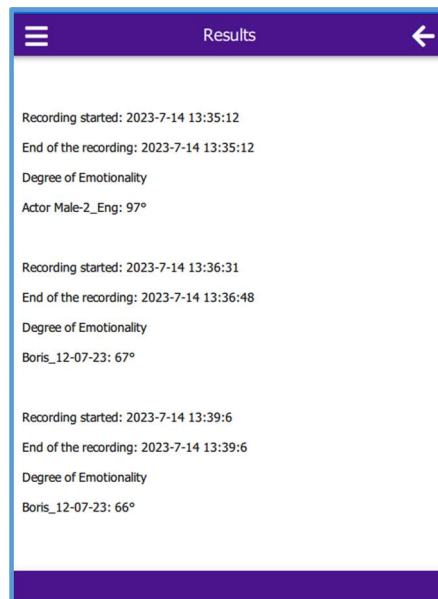 Results
Recording started: 2023-7-14 13:35:12
End of the recording: 2023-7-14 13:35:12
Degree of Emotionality
Actor Male-2_Eng: 97°
Recording started: 2023-7-14 13:36:31
End of the recording: 2023-7-14 13:36:48
Degree of Emotionality
Boris_12-07-23: 67°
Recording started: 2023-7-14 13:39:6
End of the recording: 2023-7-14 13:39:6
Degree of Emotionality
Boris_12-07-23: 66°